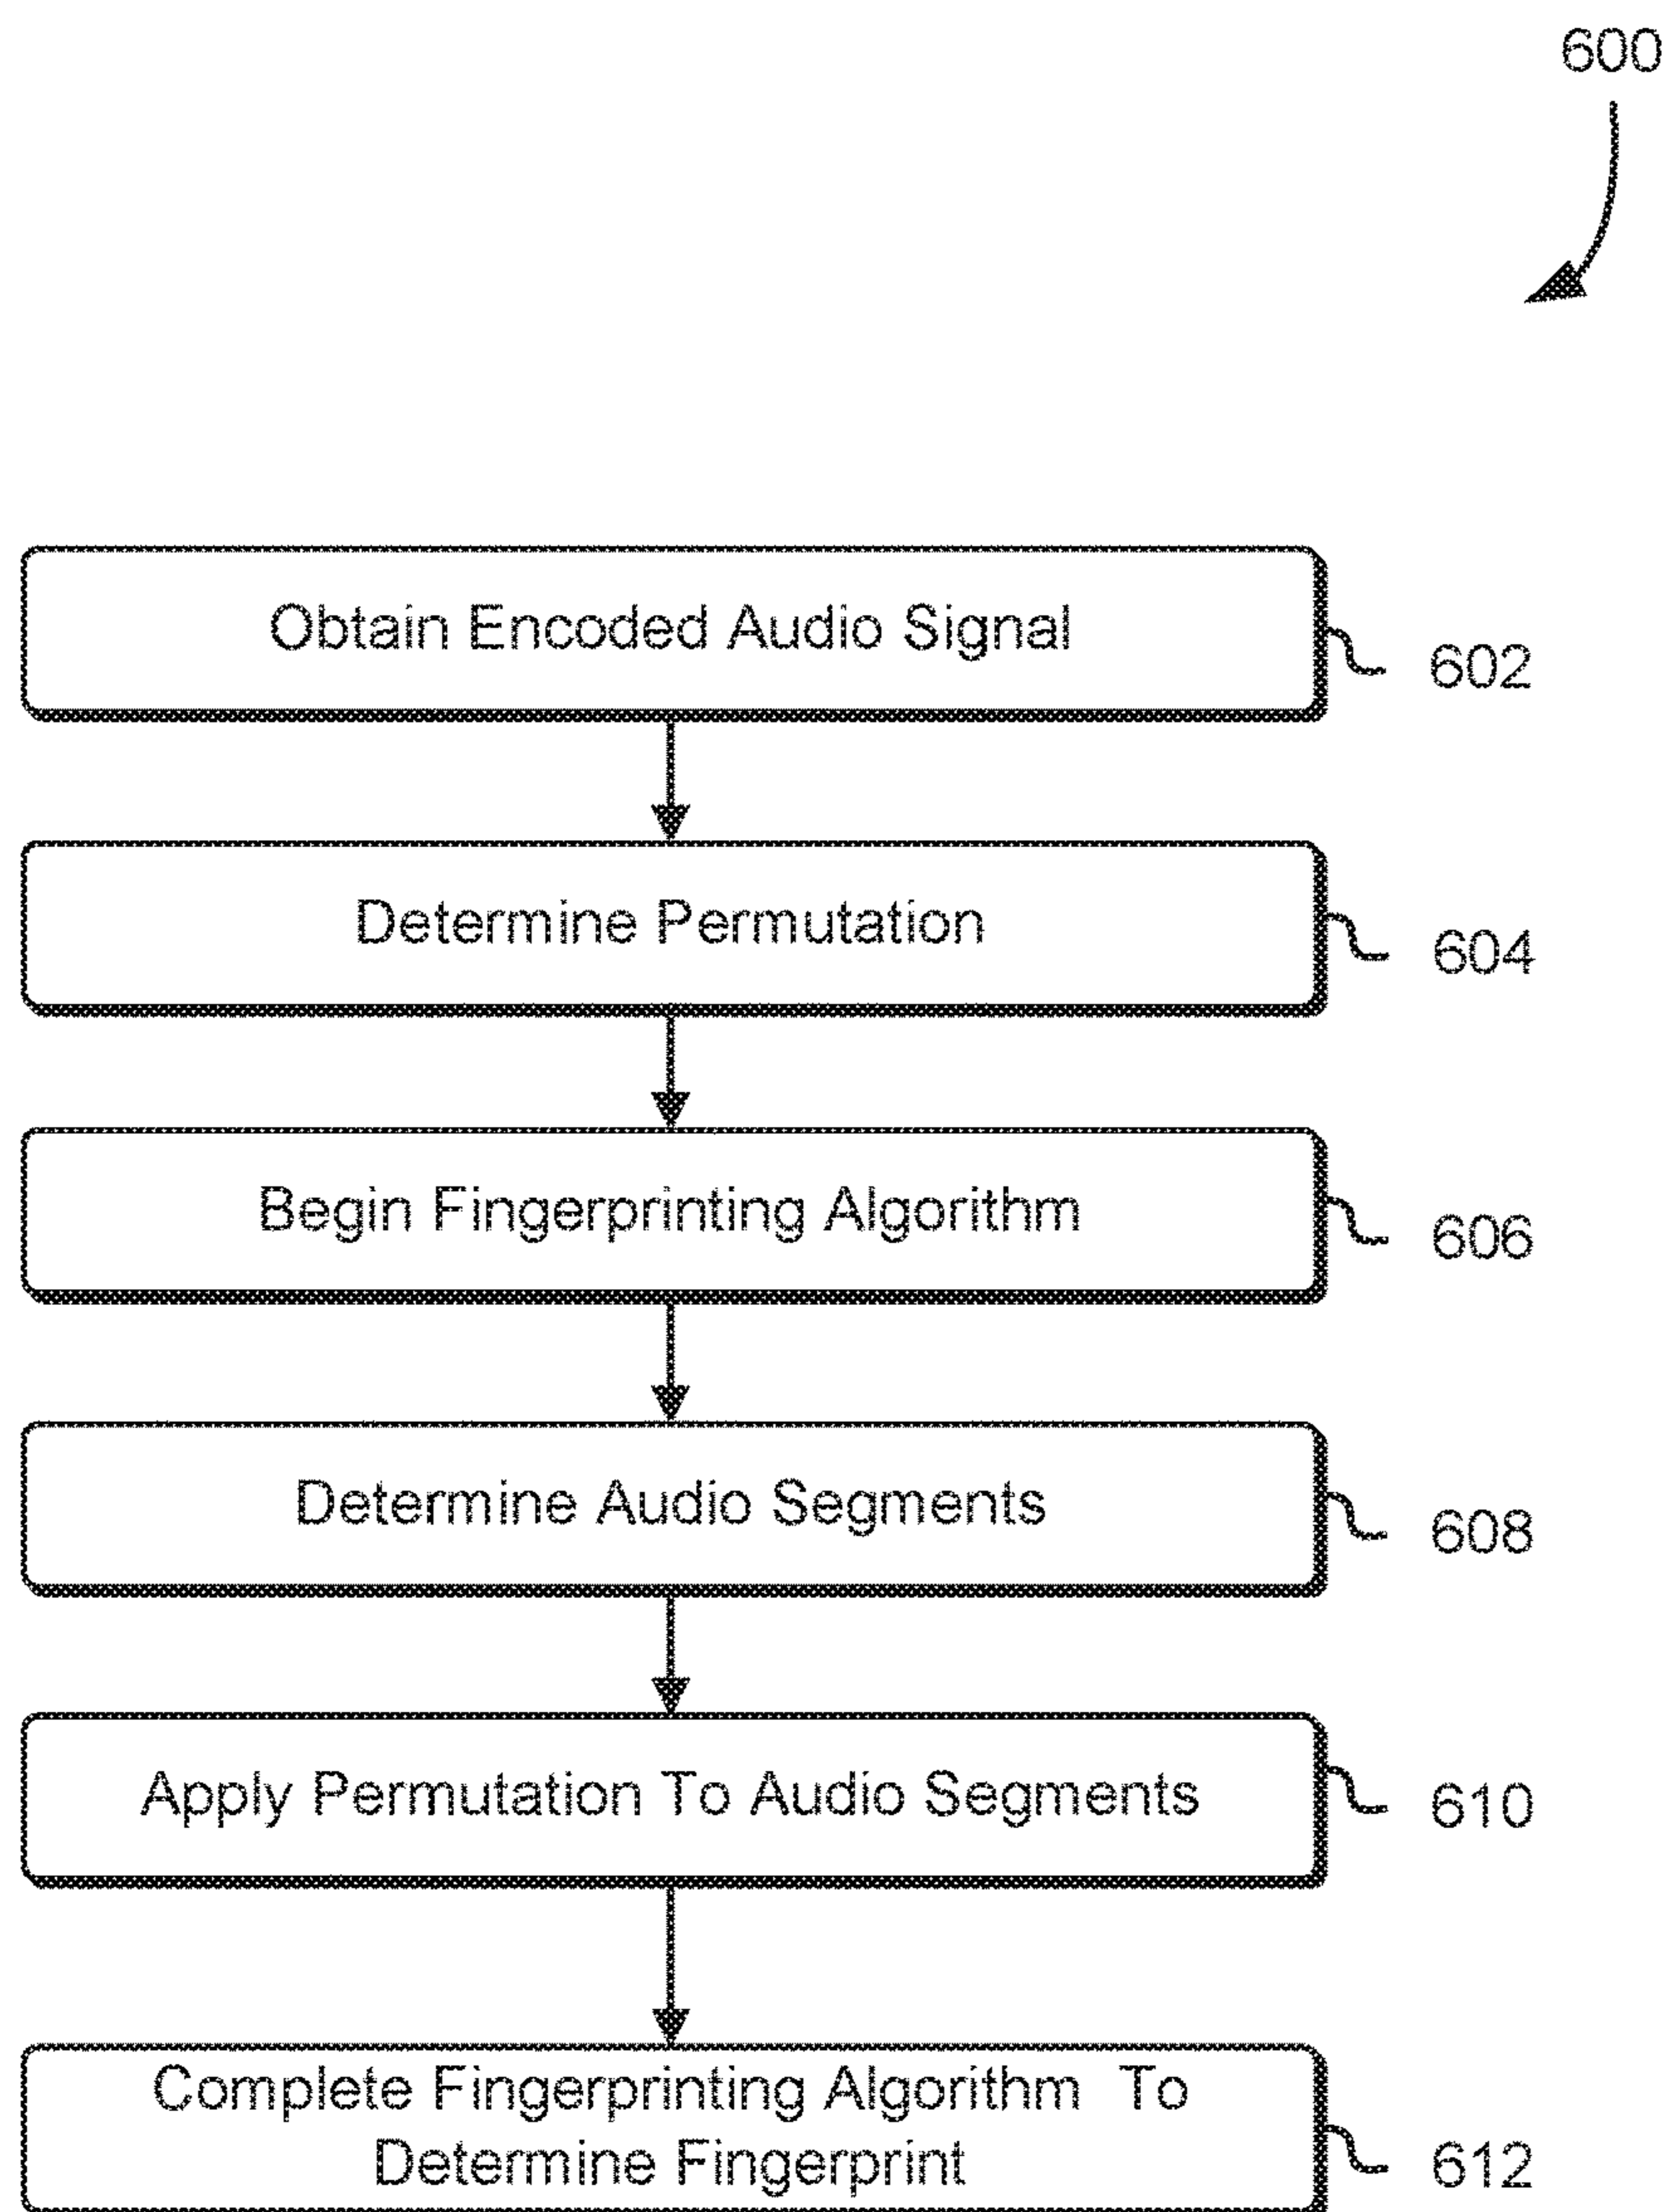 600
Obtain Encoded Audio Signal
602
Determine Permutation
604
Begin Fingerprinting Algorithm
606
Determine Audio Segments
608
Apply Permutation To Audio Segments
610
Complete Fingerprinting Algorithm To
Determine Fingerprint
612